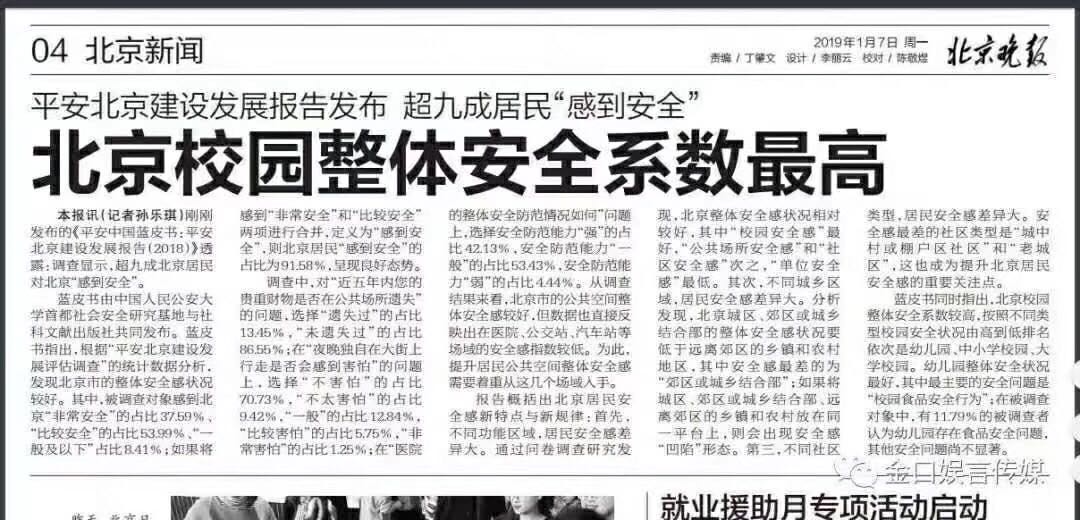 04 北京新闻
2019年1月7日 周一
责编/丁肇文 设计/李丽云 校对/陈敬煜
北京晚报
平安北京建设发展报告发布 超九成居民“感到安全”
北京校园整体安全系数最高
本报讯(记者孙乐琪)刚刚
发布的《平安中国蓝皮书:平安
北京建设发展报告(2018)》透
露:调查显示,超九成北京居民
对北京“感到安全”。
蓝皮书由中国人民公安大
学首都社会安全研究基地与社
科文献出版社共同发布。蓝皮
书指出,根据“平安北京建设发
展评估调查”的统计数据分析,
发现北京市的整体安全感状况
较好。其中,被调查对象感到北
京“非常安全”的占比37.59%、
“比较安全”的占比53.99%、“一
般及以下”占比8.41%;如果将
感到“非常安全”和“比较安全”
两项进行合并,定义为“感到安
全”,则北京居民“感到安全”的
占比为91.58%,呈现良好态势。
调查中,对“近五年内您的
贵重财物是否在公共场所遗失”
的问题,选择“遗失过”的占比
13.45%,“未遗失过”的占比
86.55%;在“夜晚独自在大街上
行走是否会感到害怕”的问题
上,选择“不害怕”的占比
70.73%,“不太害怕”的占比
9.42%,“一般”的占比12.84%,
“比较害怕”的占比5.75%,“非
常害怕”的占比1.25%;在“医院
的整体安全防范情况如何”问题
上,选择安全防范能力“强”的占
比42.13%,安全防范能力“一
般”的占比53.43%,安全防范能
力“弱”的占比4.44%。从调查
结果来看,北京市的公共空间整
体安全感较好,但数据也直接反
映出在医院、公交站、汽车站等
场域的安全感指数较低。为此,
提升居民公共空间整体安全感
需要着重从这几个场域入手。
报告概括出北京居民安
全感新特点与新规律:首先,
不同功能区域,居民安全感差
异大。通过问卷调查研究发
现,北京整体安全感状况相对
较好,其中“校园安全感”最
好,“公共场所安全感”和“社
区安全感”次之,“单位安全
感”最低。其次,不同城乡区
域,居民安全感差异大。分析
发现,北京城区、郊区或城乡
结合部的整体安全感状况要
低于远离郊区的乡镇和农村
地区,其中安全感最差的为
“郊区或城乡结合部”;如果将
城区、郊区或城乡结合部、远
离郊区的乡镇和农村放在同
一平台上,则会出现安全感
“凹陷”形态。第三,不同社区
类型,居民安全感差异大。安
全感最差的社区类型是“城中
村或棚户区社区”和“老城
区”,这也成为提升北京居民
安全感的重要关注点。
蓝皮书同时指出,北京校园
整体安全系数较高,按照不同类
型校园安全状况由高到低排名
依次是幼儿园、中小学校园、大
学校园。幼儿园整体安全状况
最好,其中最主要的安全问题是
“校园食品安全行为”;在被调查
对象中,有11.79%的被调查者
认为幼儿园存在食品安全问题,
其他安全问题尚不显著。
金口娱言传媒
昨天 北京日
就业援助月专项活动启动